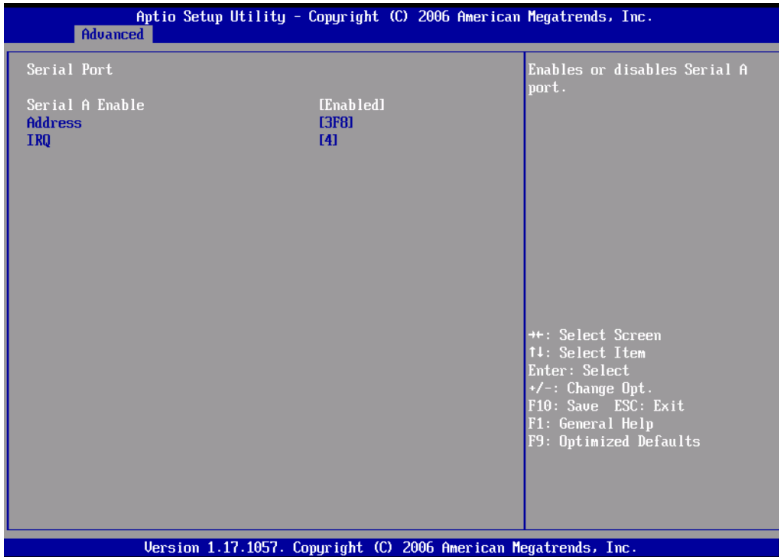 Aptio Setup Utility - Copyright (C) 2006 American Megatrends, Inc.
Advanced
Serial Port
Serial A Enable [Enabled]
Address [3F8]
IRQ [4]
Enables or disables Serial A
port.
→←: Select Screen
↑↓: Select Item
Enter: Select
+/-: Change Opt.
F10: Save ESC: Exit
F1: General Help
F9: Optimized Defaults
Version 1.17.1057. Copyright (C) 2006 American Megatrends, Inc.